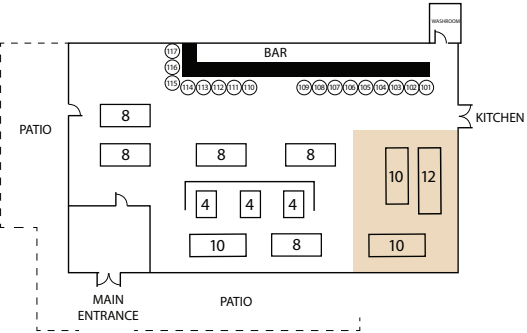 WASHROOM
117
BAR
116
115
114 113 112 111 110 109 108 107 106 105 104 103 102 101
8
KITCHEN
PATIO
8 8 8
10 12
4 4 4
10 8 10
MAIN
ENTRANCE
PATIO